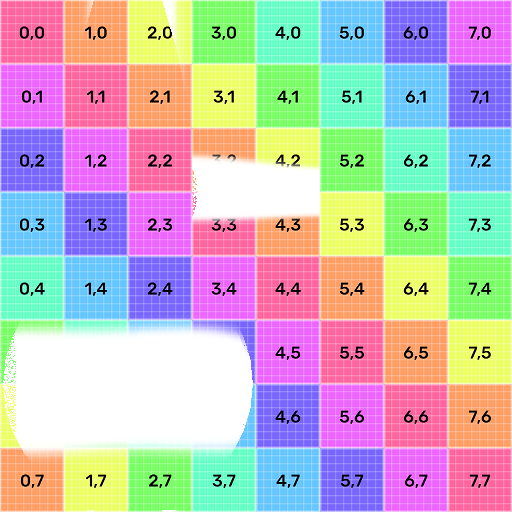 0,0 1,0 2,0 3,0 4,0 5,0 6,0 7,0
0,1 1,1 2,1 3,1 4,1 5,1 6,1 7,1
0,2 1,2 2,2 4,2 5,2 6,2 7,2
0,3 1,3 2,3 3,3 4,3 5,3 6,3 7,3
0,4 1,4 2,4 3,4 4,4 5,4 6,4 7,4
4,5 5,5 6,5 7,5
4,6 5,6 6,6 7,6
0,7 1,7 2,7 3,7 4,7 5,7 6,7 7,7